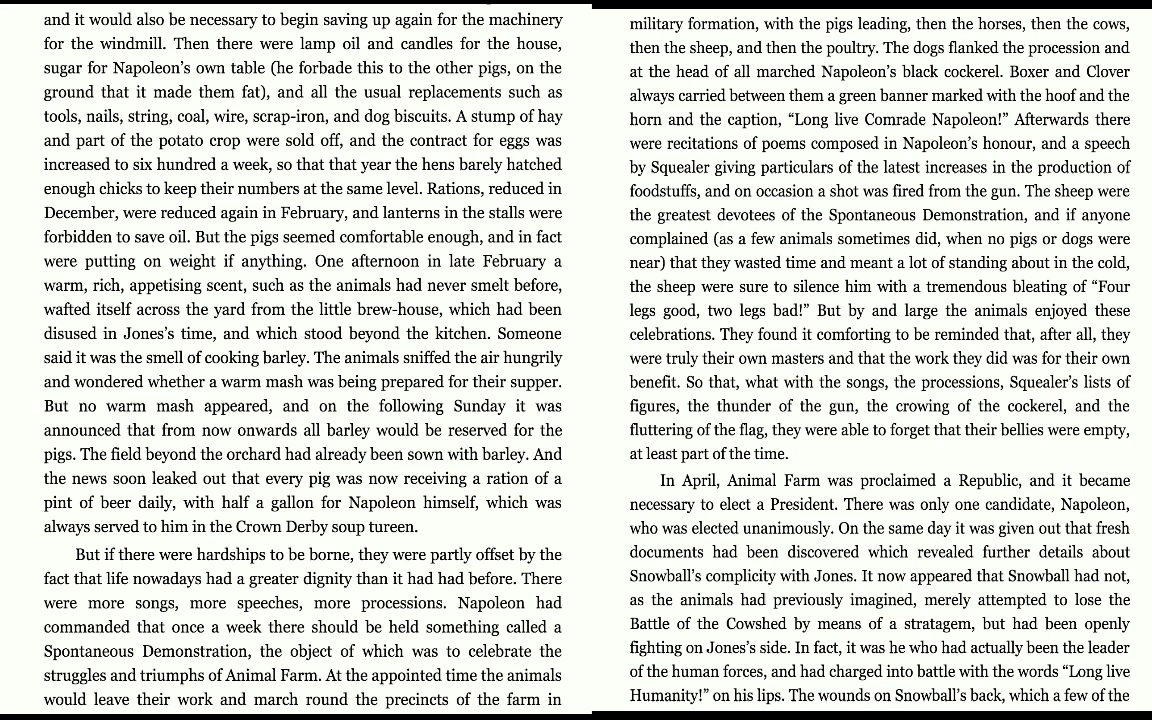 and it would also be necessary to begin saving up again for the machinery
for the windmill. Then there were lamp oil and candles for the house,
sugar for Napoleon's own table (he forbade this to the other pigs, on the
ground that it made them fat), and all the usual replacements such as
tools, nails, string, coal, wire, scrap-iron, and dog biscuits. A stump of hay
and part of the potato crop were sold off, and the contract for eggs was
increased to six hundred a week, so that that year the hens barely hatched
enough chicks to keep their numbers at the same level. Rations, reduced in
December, were reduced again in February, and lanterns in the stalls were
forbidden to save oil. But the pigs seemed comfortable enough, and in fact
were putting on weight if anything. One afternoon in late February a
warm, rich, appetising scent, such as the animals had never smelt before,
wafted itself across the yard from the little brew-house, which had been
disused in Jones's time, and which stood beyond the kitchen. Someone
said it was the smell of cooking barley. The animals sniffed the air hungrily
and wondered whether a warm mash was being prepared for their supper.
But no warm mash appeared, and on the following Sunday it was
announced that from now onwards all barley would be reserved for the
pigs. The field beyond the orchard had already been sown with barley. And
the news soon leaked out that every pig was now receiving a ration of a
pint of beer daily, with half a gallon for Napoleon himself, which was
always served to him in the Crown Derby soup tureen.
But if there were hardships to be borne, they were partly offset by the
fact that life nowadays had a greater dignity than it had had before. There
were more songs, more speeches, more processions. Napoleon had
commanded that once a week there should be held something called a
Spontaneous Demonstration, the object of which was to celebrate the
struggles and triumphs of Animal Farm. At the appointed time the animals
would leave their work and march round the precincts of the farm in
military formation, with the pigs leading, then the horses, then the cows,
then the sheep, and then the poultry. The dogs flanked the procession and
at the head of all marched Napoleon's black cockerel. Boxer and Clover
always carried between them a green banner marked with the hoof and the
horn and the caption, "Long live Comrade Napoleon!" Afterwards there
were recitations of poems composed in Napoleon's honour, and a speech
by Squealer giving particulars of the latest increases in the production of
foodstuffs, and on occasion a shot was fired from the gun. The sheep were
the greatest devotees of the Spontaneous Demonstration, and if anyone
complained (as a few animals sometimes did, when no pigs or dogs were
near) that they wasted time and meant a lot of standing about in the cold,
the sheep were sure to silence him with a tremendous bleating of "Four
legs good, two legs bad!" But by and large the animals enjoyed these
celebrations. They found it comforting to be reminded that, after all, they
were truly their own masters and that the work they did was for their own
benefit. So that, what with the songs, the processions, Squealer's lists of
figures, the thunder of the gun, the crowing of the cockerel, and the
fluttering of the flag, they were able to forget that their bellies were empty,
at least part of the time.
In April, Animal Farm was proclaimed a Republic, and it became
necessary to elect a President. There was only one candidate, Napoleon,
who was elected unanimously. On the same day it was given out that fresh
documents had been discovered which revealed further details about
Snowball's complicity with Jones. It now appeared that Snowball had not,
as the animals had previously imagined, merely attempted to lose the
Battle of the Cowshed by means of a stratagem, but had been openly
fighting on Jones's side. In fact, it was he who had actually been the leader
of the human forces, and had charged into battle with the words "Long live
Humanity!" on his lips. The wounds on Snowball's back, which a few of the